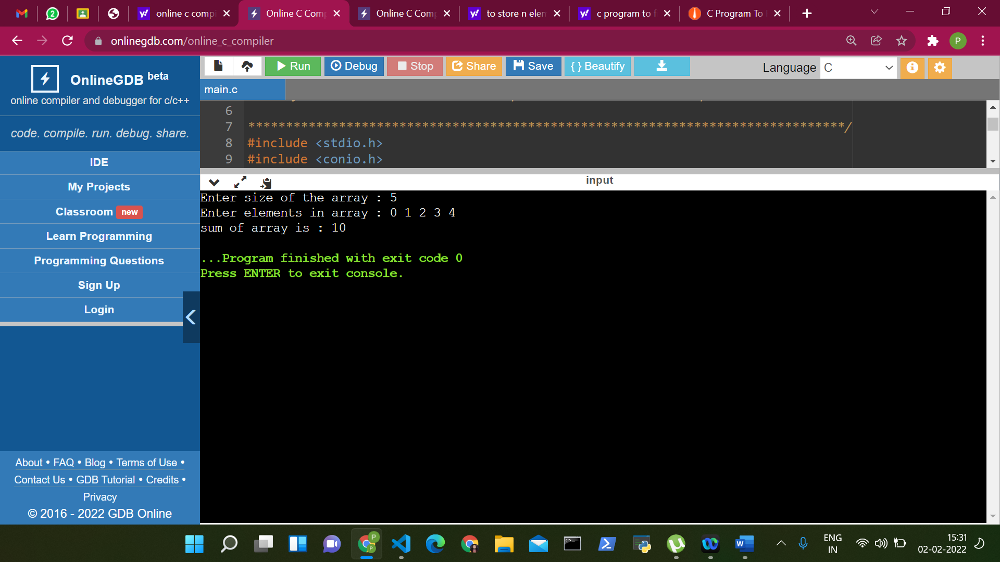 2
online c compi
Online C Com
Online C Com
to store n elem
c program to f
C Program To
onlinegdb.com/online_c_compiler
P
OnlineGDB beta
online compiler and debugger for c/c++
code. compile. run. debug. share.
IDE
My Projects
Classroom new
Learn Programming
Programming Questions
Sign Up
Login
About • FAQ • Blog • Terms of Use •
Contact Us • GDB Tutorial • Credits •
Privacy
© 2016 - 2022 GDB Online
Run
Debug
Stop
Share
Save
{ } Beautify
Language C
main.c
6
7 *******************************************************************************/
8 #include <stdio.h>
9 #include <conio.h>
input
Enter size of the array : 5
Enter elements in array : 0 1 2 3 4
sum of array is : 10
...Program finished with exit code 0
Press ENTER to exit console.
ENG
IN
15:31
02-02-2022